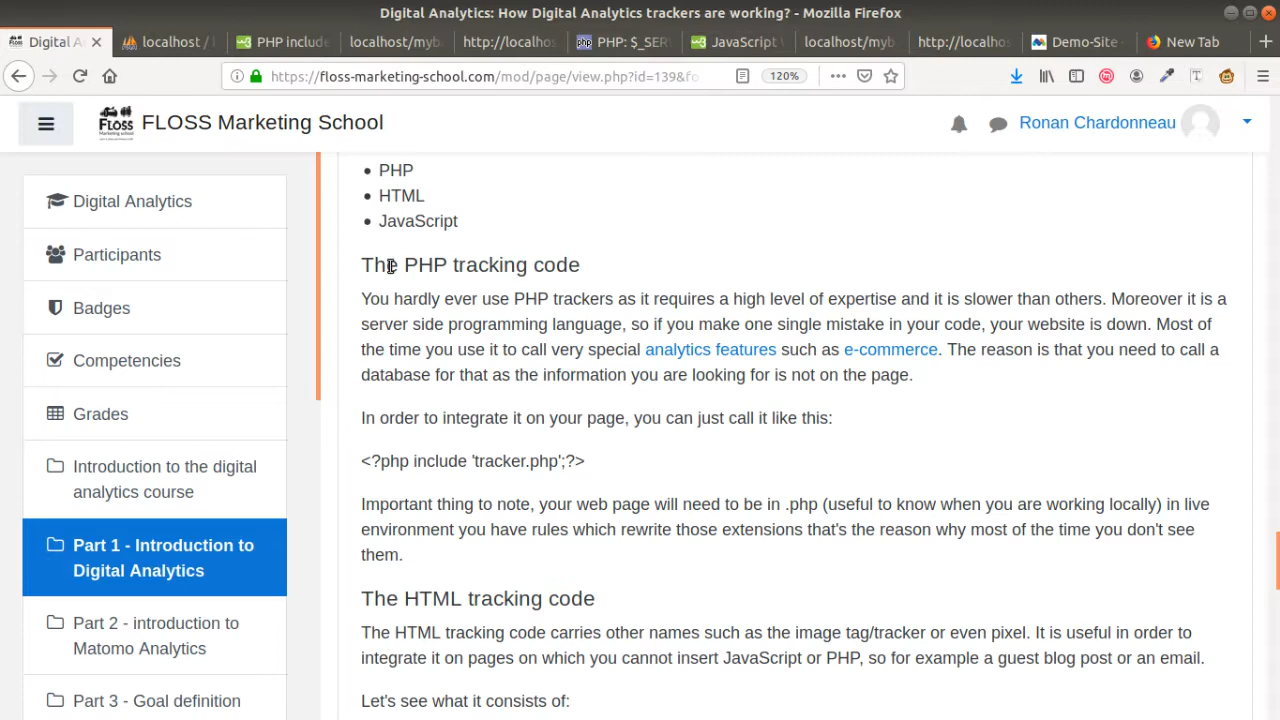 Digital Analytics: How Digital Analytics trackers are working? - Mozilla Firefox
Digital A
localhost /
PHP include
localhost/myb
http://localhos
PHP: $_SER
JavaScript
localhost/myb
http://localhos
Demo-Site
New Tab
https://floss-marketing-school.com/mod/page/view.php?id=139&fo
120%
FLOSS
Marketing school
FLOSS Marketing School
Ronan Chardonneau
Digital Analytics
Participants
Badges
Competencies
Grades
Introduction to the digital
analytics course
Part 1 - Introduction to
Digital Analytics
Part 2 - introduction to
Matomo Analytics
Part 3 - Goal definition
• PHP
• HTML
• JavaScript
The PHP tracking code
You hardly ever use PHP trackers as it requires a high level of expertise and it is slower than others. Moreover it is a
server side programming language, so if you make one single mistake in your code, your website is down. Most of
the time you use it to call very special analytics features such as e-commerce. The reason is that you need to call a
database for that as the information you are looking for is not on the page.
In order to integrate it on your page, you can just call it like this:
<?php include 'tracker.php';?>
Important thing to note, your web page will need to be in .php (useful to know when you are working locally) in live
environment you have rules which rewrite those extensions that's the reason why most of the time you don't see
them.
The HTML tracking code
The HTML tracking code carries other names such as the image tag/tracker or even pixel. It is useful in order to
integrate it on pages on which you cannot insert JavaScript or PHP, so for example a guest blog post or an email.
Let's see what it consists of: